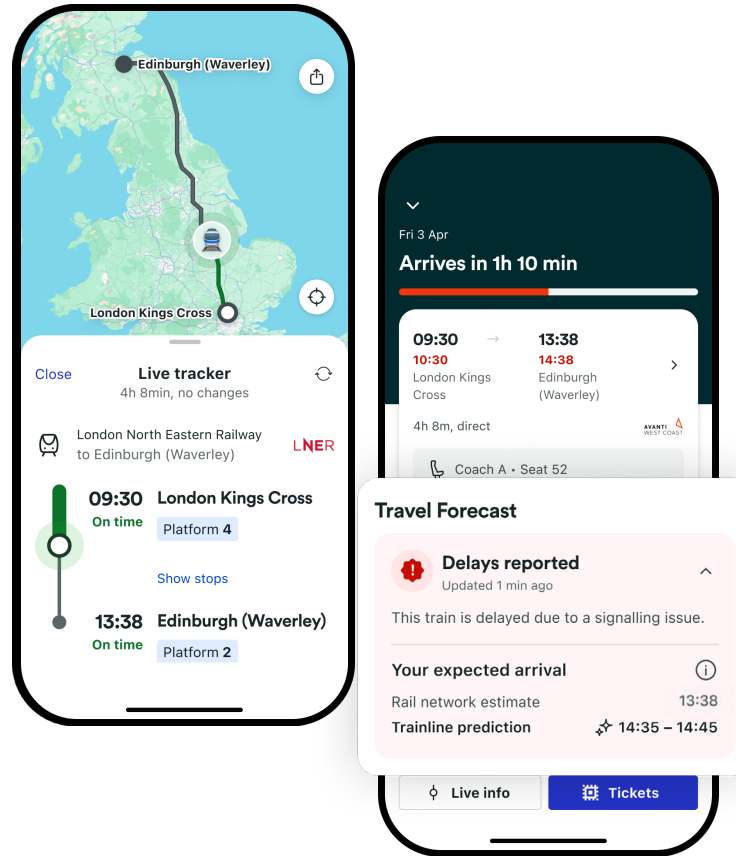 Edinburgh (Waverley)
London Kings Cross
Close
Live tracker
4h 8min, no changes
London North Eastern Railway
to Edinburgh (Waverley)
LNER
09:30 London Kings Cross
On time
Platform 4
Show stops
13:38 Edinburgh (Waverley)
On time
Platform 2
Fri 3 Apr
Arrives in 1h 10 min
09:30 → 13:38
10:30 14:38
London Kings Edinburgh
Cross (Waverley)
4h 8m, direct
AVANTI
WEST COAST
Coach A • Seat 52
Travel Forecast
Delays reported
Updated 1 min ago
This train is delayed due to a signalling issue.
Your expected arrival
Rail network estimate 13:38
Trainline prediction 14:35 – 14:45
Live info
Tickets